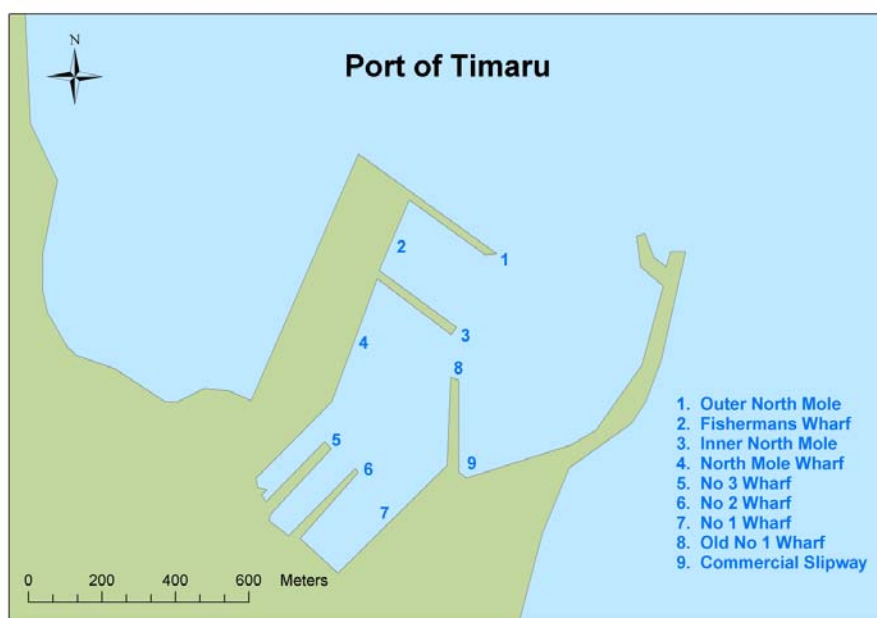 N
Port of Timaru
1
2
3
4
8
5
6
9
7
1. Outer North Mole
2. Fishermans Wharf
3. Inner North Mole
4. North Mole Wharf
5. No 3 Wharf
6. No 2 Wharf
7. No 1 Wharf
8. Old No 1 Wharf
9. Commercial Slipway
0 200 400 600 Meters